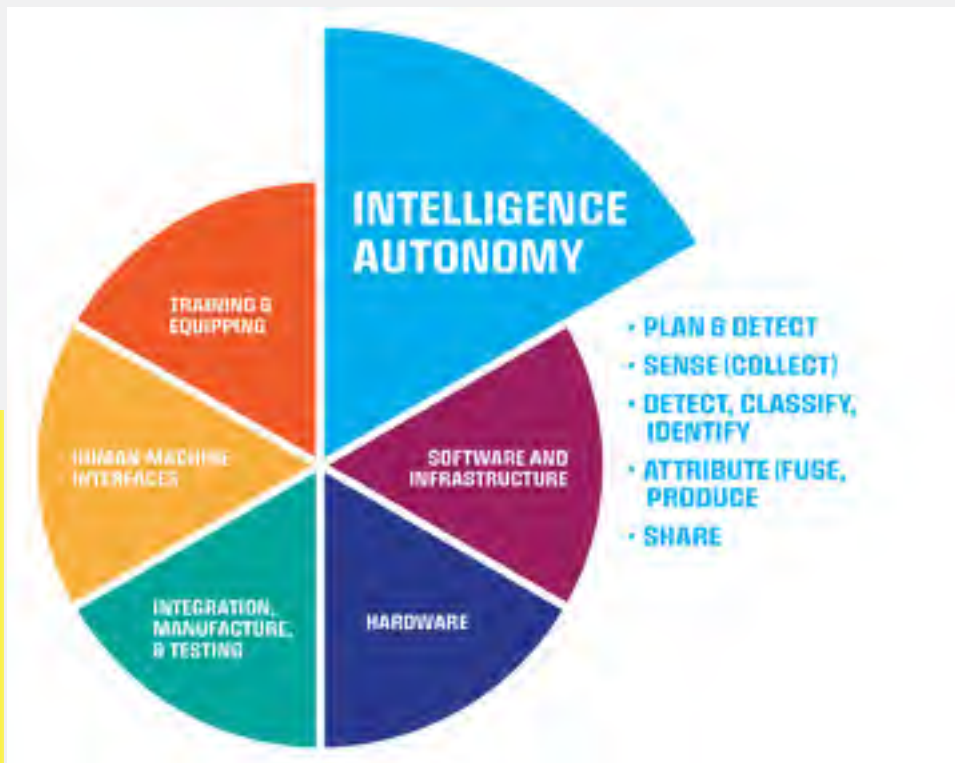 INTELLIGENCE
AUTONOMY
TRAINING &
EQUIPPING
HUMAN-MACHINE
INTERFACES
SOFTWARE AND
INFRASTRUCTURE
INTEGRATION,
MANUFACTURE,
& TESTING
HARDWARE
• PLAN & DETECT
• SENSE (COLLECT)
• DETECT, CLASSIFY,
IDENTIFY
• ATTRIBUTE (FUSE,
PRODUCE
• SHARE